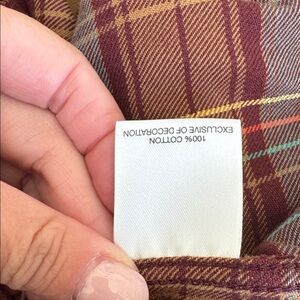 100% COTTON
EXCLUSIVE OF DECORATION